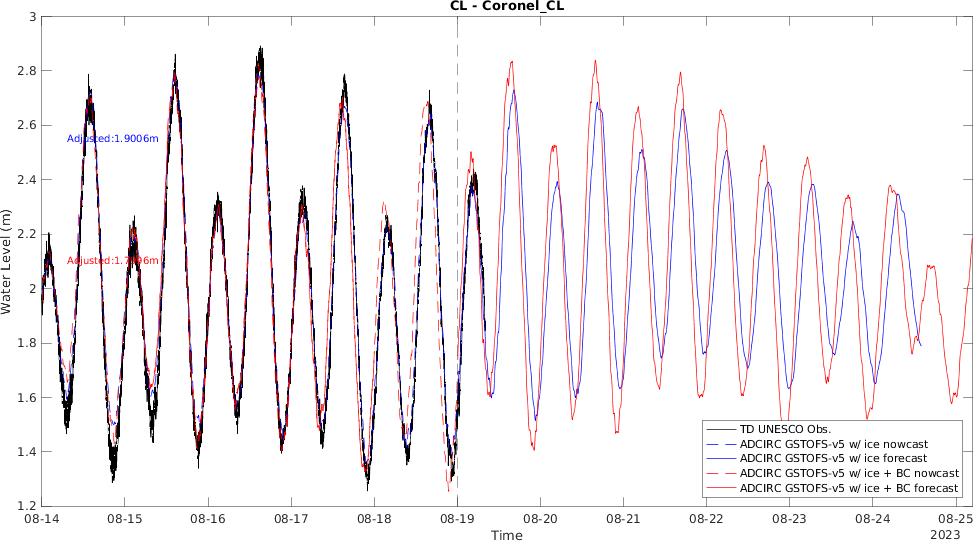 CL - Coronel_CL
3
2.8
2.6
2.4
2.2
2
1.8
1.6
1.4
1.2
Water Level (m)
Adjusted:1.9006m
TD UNESCO Obs.
ADCIRC GSTOFS-v5 w/ ice nowcast
ADCIRC GSTOFS-v5 w/ ice forecast
ADCIRC GSTOFS-v5 w/ ice + BC nowcast
ADCIRC GSTOFS-v5 w/ ice + BC forecast
08-14 08-15 08-16 08-17 08-18 08-19 08-20 08-21 08-22 08-23 08-24 08-25
Time
2023